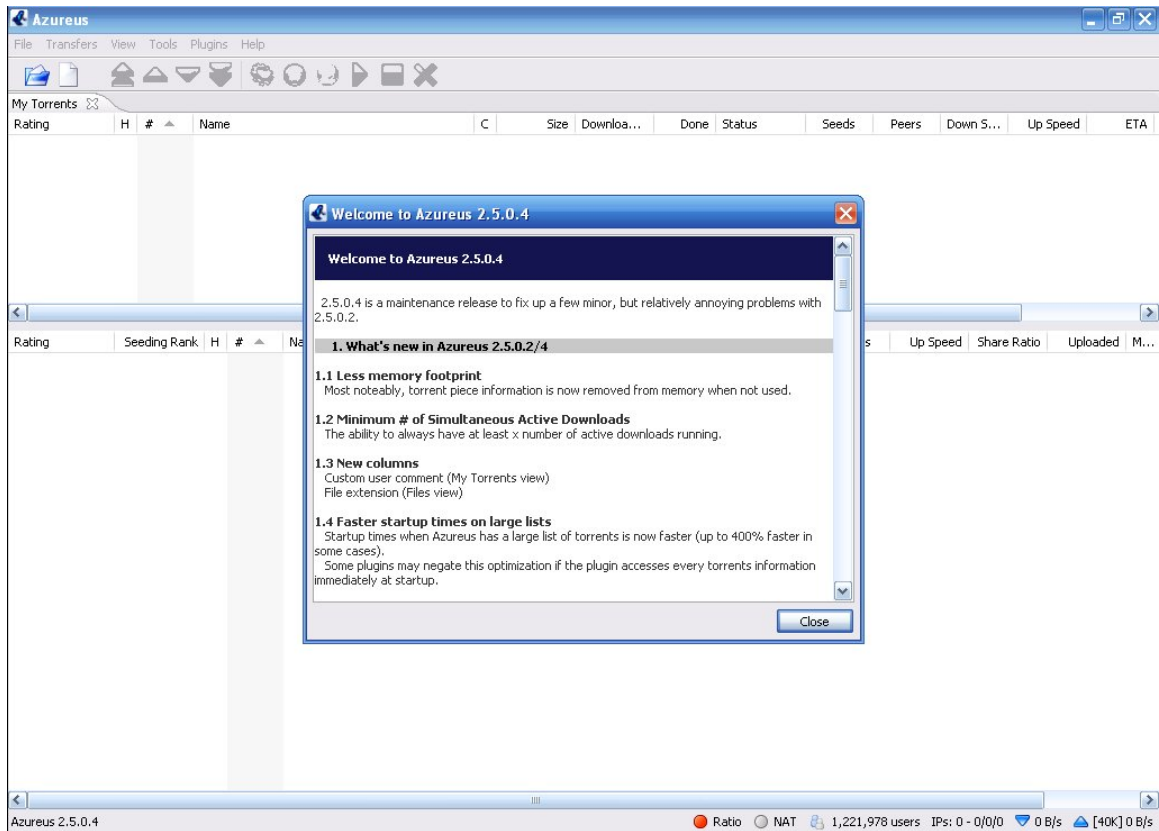 Azureus
File Transfers View Tools Plugins Help
My Torrents
Rating H # Name C Size Downloa... Done Status Seeds Peers Down S... Up Speed ETA
Welcome to Azureus 2.5.0.4
Welcome to Azureus 2.5.0.4
2.5.0.4 is a maintenance release to fix up a few minor, but relatively annoying problems with
2.5.0.2.
Rating Seeding Rank H # Na s Up Speed Share Ratio Uploaded M...
1. What's new in Azureus 2.5.0.2/4
1.1 Less memory footprint
Most noteably, torrent piece information is now removed from memory when not used.
1.2 Minimum # of Simultaneous Active Downloads
The ability to always have at least x number of active downloads running.
1.3 New columns
Custom user comment (My Torrents view)
File extension (Files view)
1.4 Faster startup times on large lists
Startup times when Azureus has a large list of torrents is now faster (up to 400% faster in
some cases).
Some plugins may negate this optimization if the plugin accesses every torrents information
immediately at startup.
Close
Azureus 2.5.0.4 Ratio NAT 1,221,978 users IPs: 0 - 0/0/0 0 B/s [40K] 0 B/s